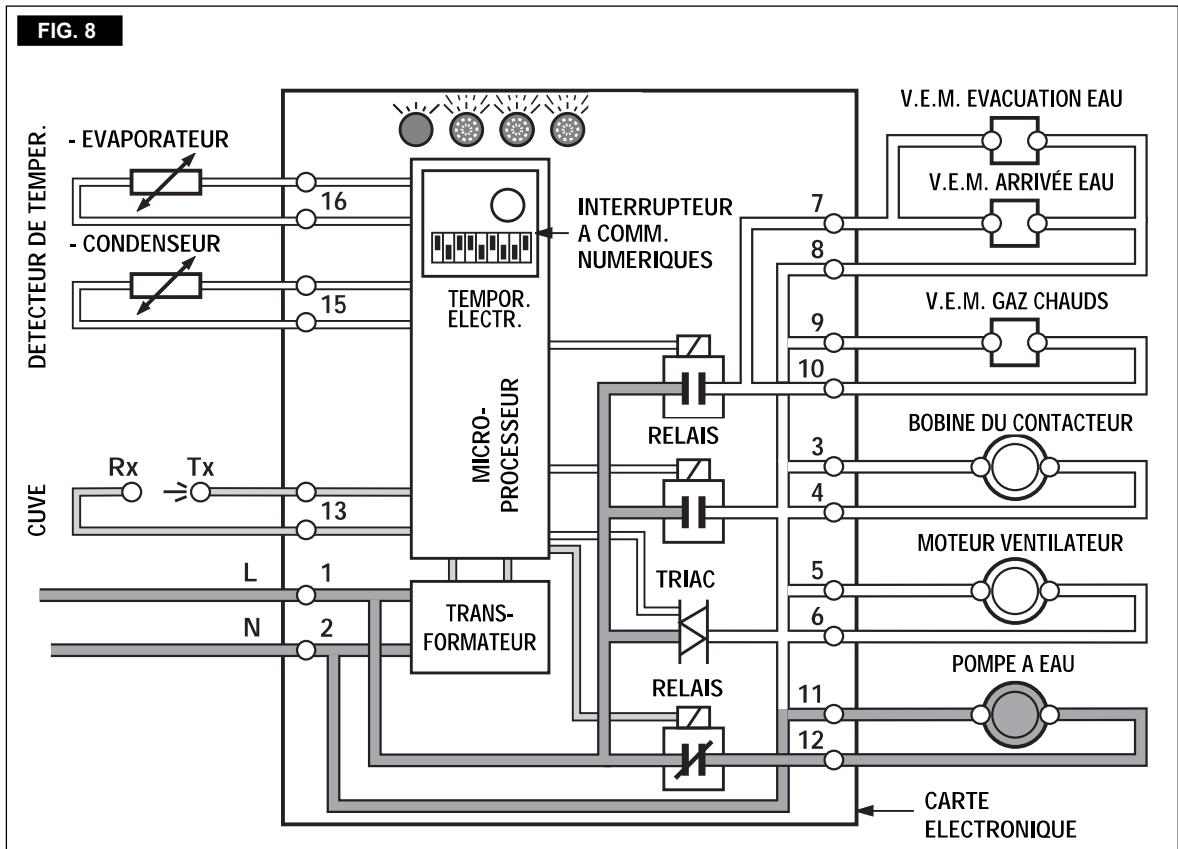 FIG. 8
DETECTEUR DE TEMPER.
- EVAPORATEUR
16
- CONDENSEUR
15
CUVE
Rx Tx
13
L 1
N 2
INTERRUPTEUR
A COMM.
NUMERIQUES
TEMPOR.
ELECTR.
MICRO-
PROCESSEUR
TRANS-
FORMATEUR
RELAIS
TRIAC
RELAIS
V.E.M. EVACUATION EAU
V.E.M. ARRIVÉE EAU
7
8
V.E.M. GAZ CHAUDS
9
10
BOBINE DU CONTACTEUR
3
4
MOTEUR VENTILATEUR
5
6
POMPE A EAU
11
12
CARTE
ELECTRONIQUE